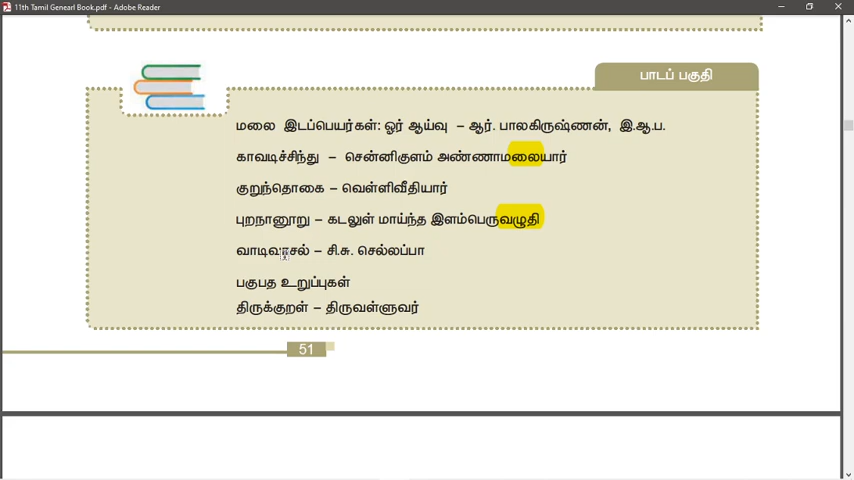 11th Tamil Genearl Book.pdf - Adobe Reader
பாடப் பகுதி
மலை இடப்பெயர்கள்: ஓர் ஆய்வு – ஆர். பாலகிருஷ்ணன், இ.ஆ.ப.
காவடிச்சிந்து – சென்னிகுளம் அண்ணாமலையார்
குறுந்தொகை – வெள்ளிவீதியார்
புறநானூறு – கடலுள் மாய்ந்த இளம்பெருவழுதி
வாடிவாசல் – சி.சு. செல்லப்பா
பகுபத உறுப்புகள்
திருக்குறள் – திருவள்ளுவர்
51